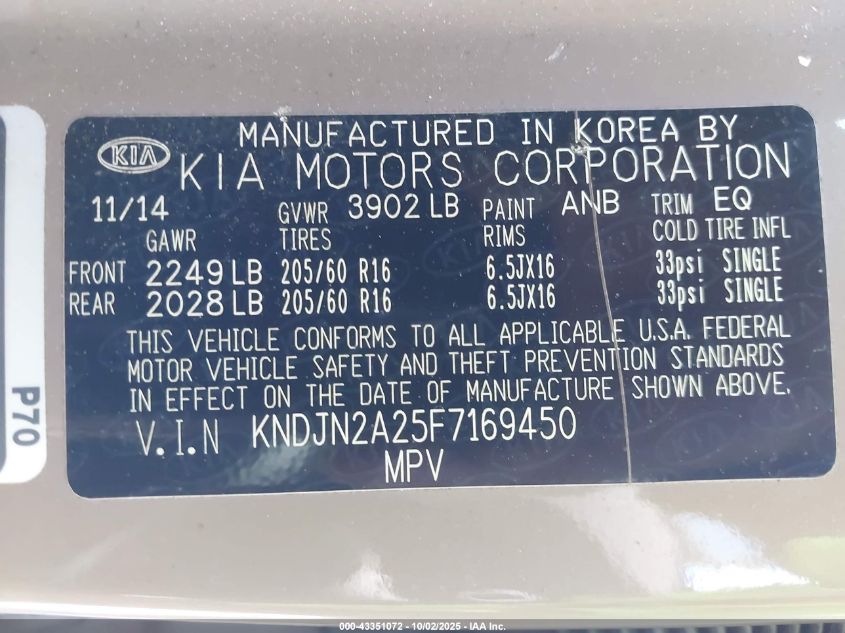 MANUFACTURED IN KOREA BY
KIA KIA MOTORS CORPORATION
11/14 GVWR 3902 LB PAINT ANB TRIM EQ
GAWR TIRES RIMS COLD TIRE INFL
FRONT 2249 LB 205/60 R16 6.5JX16 33psi SINGLE
REAR 2028 LB 205/60 R16 6.5JX16 33psi SINGLE
THIS VEHICLE CONFORMS TO ALL APPLICABLE U.S.A. FEDERAL
MOTOR VEHICLE SAFETY AND THEFT PREVENTION STANDARDS
IN EFFECT ON THE DATE OF MANUFACTURE SHOWN ABOVE.
V.I.N KNDJN2A25F7169450
MPV
P70
000-43351072 - 10/02/2025 - IAA Inc.